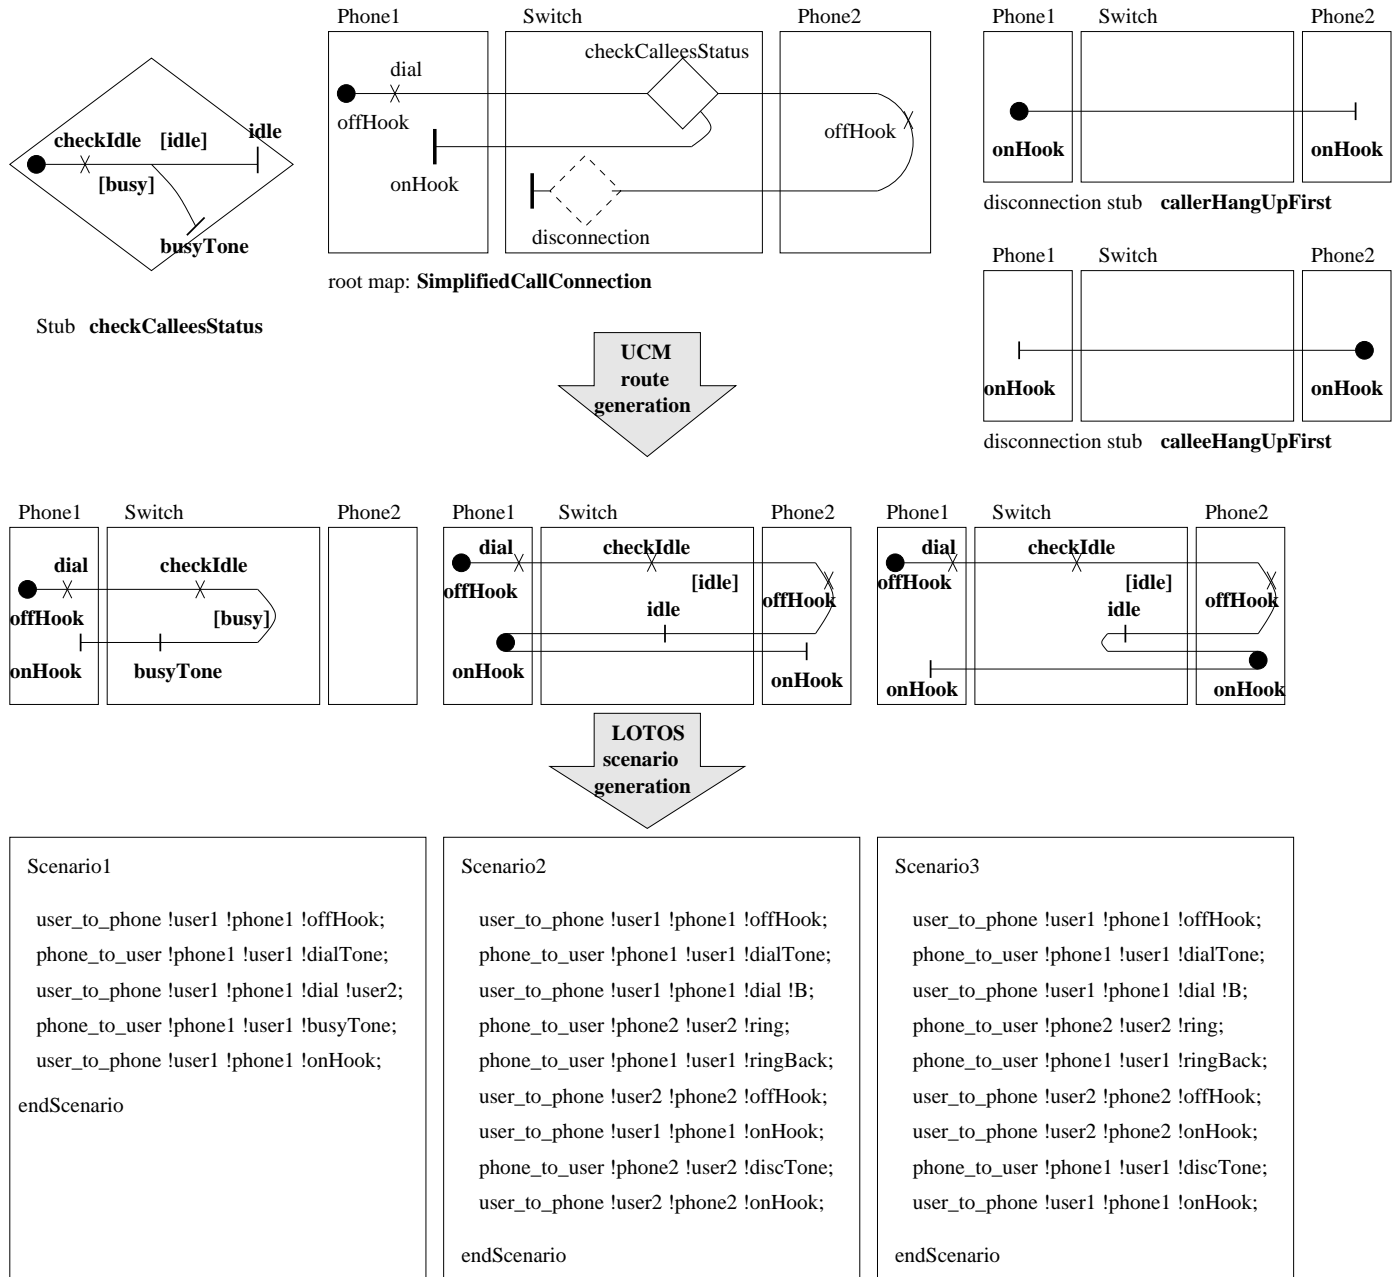 Phone1 Switch Phone2
checkCalleesStatus
dial
offHook
offHook
onHook
disconnection
root map: SimplifiedCallConnection
checkIdle [idle] idle
[busy]
busyTone
Stub checkCalleesStatus
Phone1 Switch Phone2
onHook onHook
disconnection stub callerHangUpFirst
Phone1 Switch Phone2
onHook onHook
disconnection stub calleeHangUpFirst
UCM
route
generation
Phone1 Switch Phone2
dial checkIdle
offHook [busy]
onHook busyTone
Phone1 Switch Phone2
dial checkIdle
[idle]
offHook offHook
idle
onHook onHook
Phone1 Switch Phone2
dial checkIdle
[idle]
offHook offHook
idle
onHook onHook
LOTOS
scenario
generation
Scenario1
user_to_phone !user1 !phone1 !offHook;
phone_to_user !phone1 !user1 !dialTone;
user_to_phone !user1 !phone1 !dial !user2;
phone_to_user !phone1 !user1 !busyTone;
user_to_phone !user1 !phone1 !onHook;
endScenario
Scenario2
user_to_phone !user1 !phone1 !offHook;
phone_to_user !phone1 !user1 !dialTone;
user_to_phone !user1 !phone1 !dial !B;
phone_to_user !phone2 !user2 !ring;
phone_to_user !phone1 !user1 !ringBack;
user_to_phone !user2 !phone2 !offHook;
user_to_phone !user1 !phone1 !onHook;
phone_to_user !phone2 !user2 !discTone;
user_to_phone !user2 !phone2 !onHook;
endScenario
Scenario3
user_to_phone !user1 !phone1 !offHook;
phone_to_user !phone1 !user1 !dialTone;
user_to_phone !user1 !phone1 !dial !B;
phone_to_user !phone2 !user2 !ring;
phone_to_user !phone1 !user1 !ringBack;
user_to_phone !user2 !phone2 !offHook;
user_to_phone !user2 !phone2 !onHook;
phone_to_user !phone1 !user1 !discTone;
user_to_phone !user1 !phone1 !onHook;
endScenario